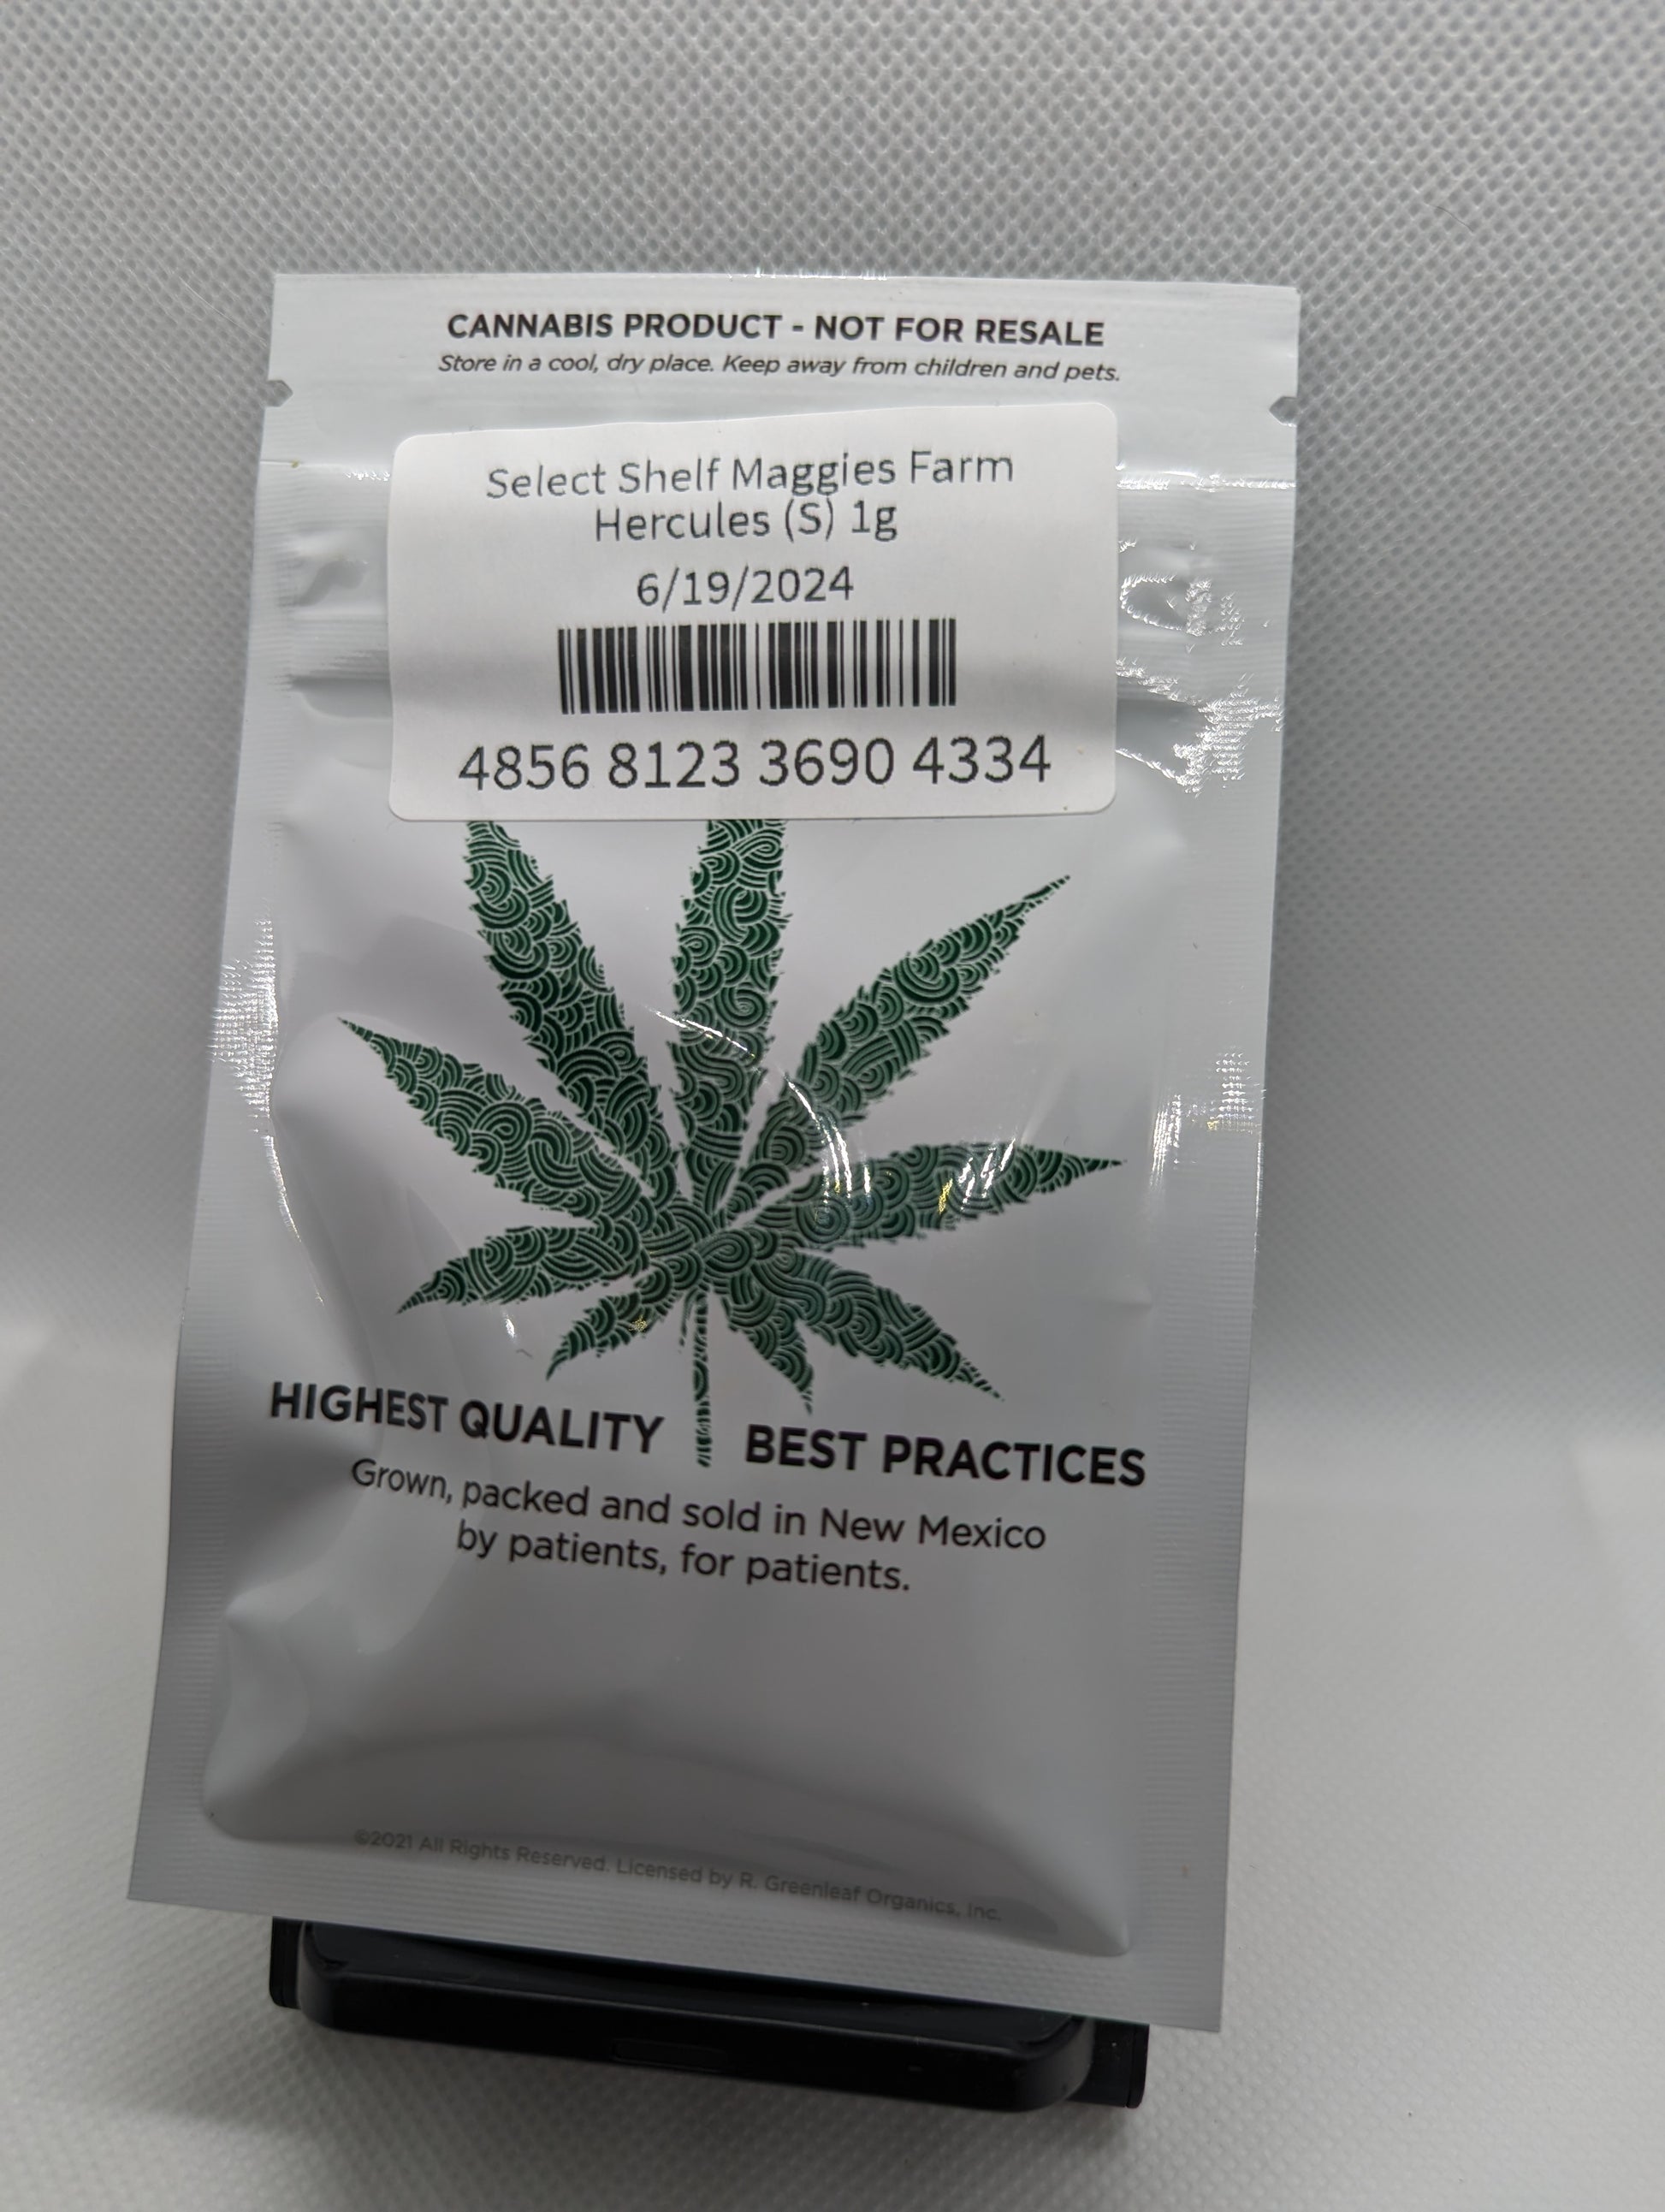 CANNABIS PRODUCT - NOT FOR RESALE
Store in a cool, dry place. Keep away from children and pets.
Select Shelf Maggies Farm
Hercules (S) 1g
6/19/2024
4856 8123 3690 4334
HIGHEST QUALITY BEST PRACTICES
Grown, packed and sold in New Mexico
by patients, for patients.
©2021 All Rights Reserved. Licensed by R. Greenleaf Organics, Inc.